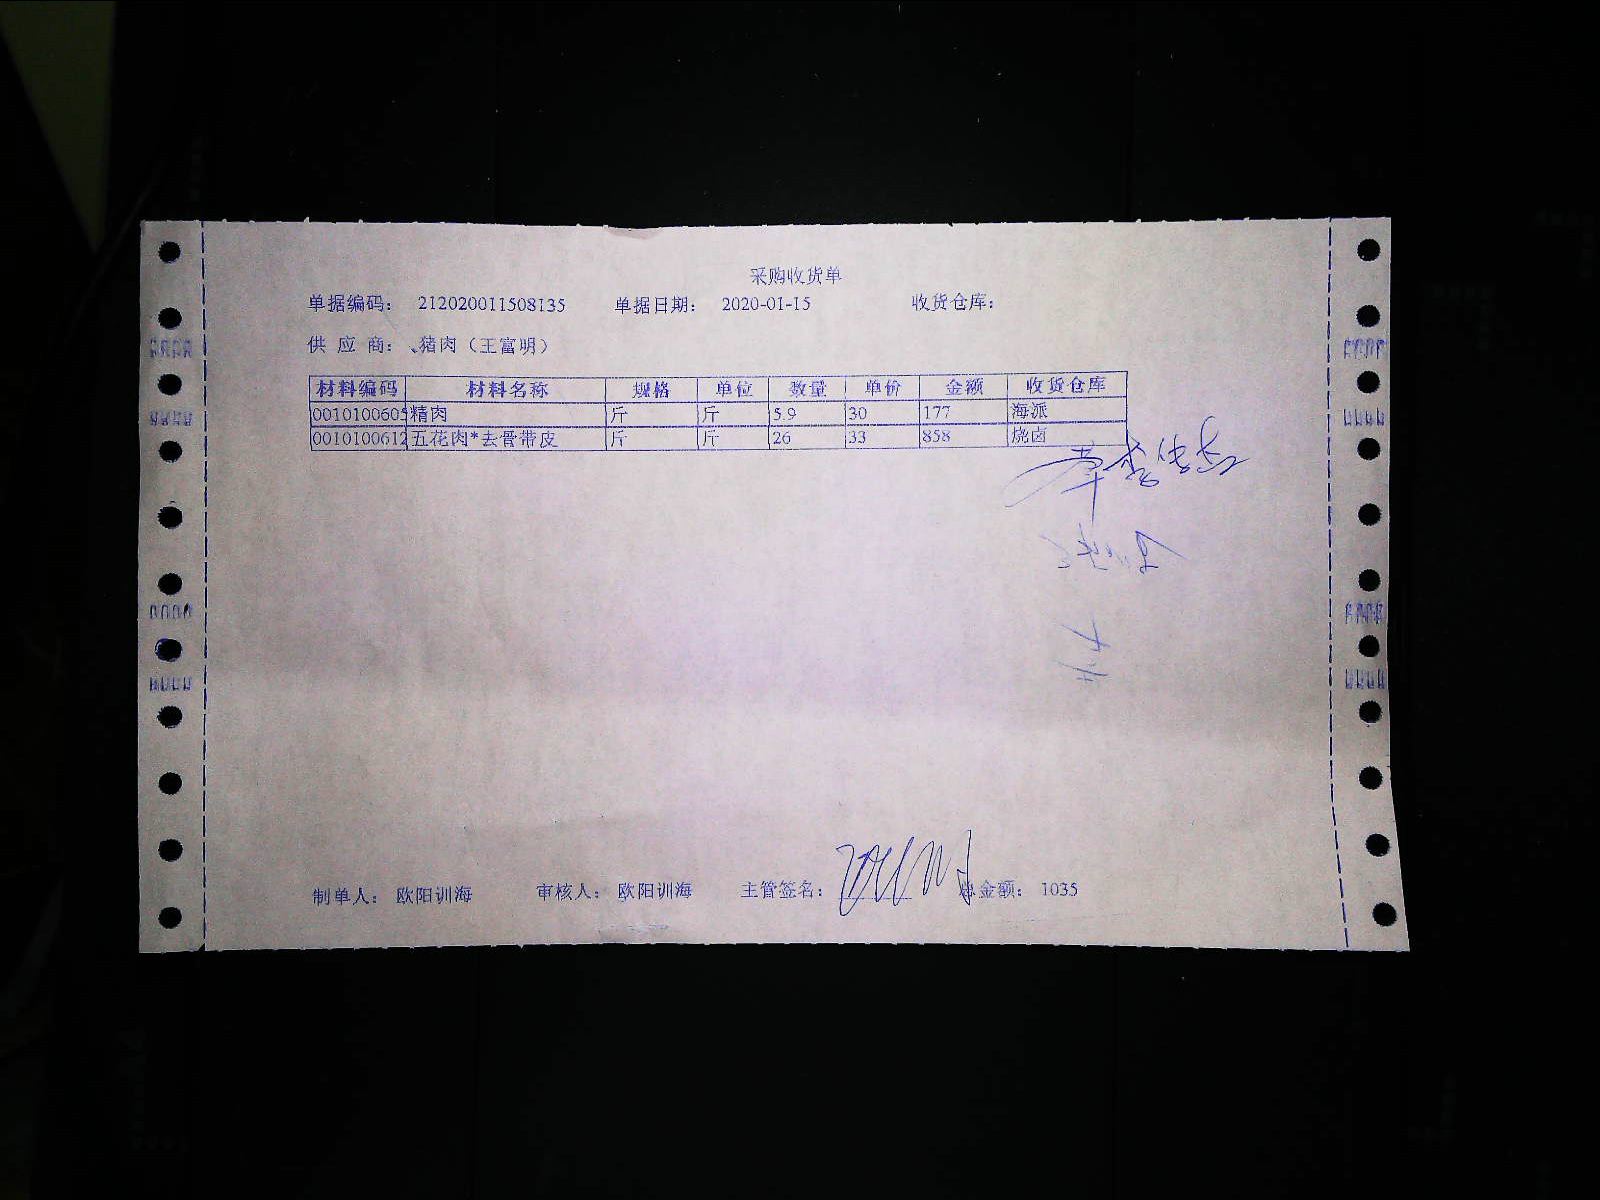 采购收货单
单据编码： 212020011508135 单据日期： 2020-01-15 收货仓库：
供 应 商： 、猪肉（王富明）
材料编码 材料名称 规格 单位 数量 单价 金额 收货仓库
0010100605 精肉 斤 斤 5.9 30 177 海派
0010100612 五花肉*去骨带皮 斤 斤 26 33 858 烧卤
制单人： 欧阳训海 审核人： 欧阳训海 主管签名： 总金额： 1035